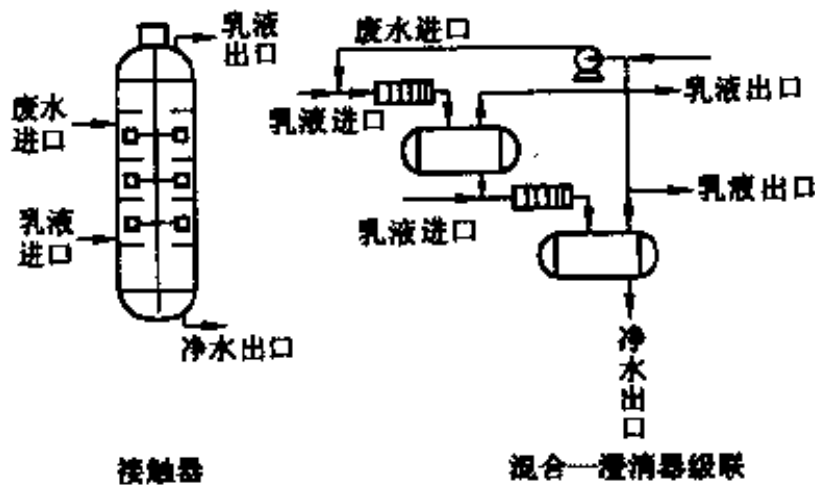 乳液
出口
废水
进口
乳液
进口
净水出口
接触器
废水进口
乳液进口
乳液出口
乳液进口
乳液出口
净水出口
混合—澄清器级联